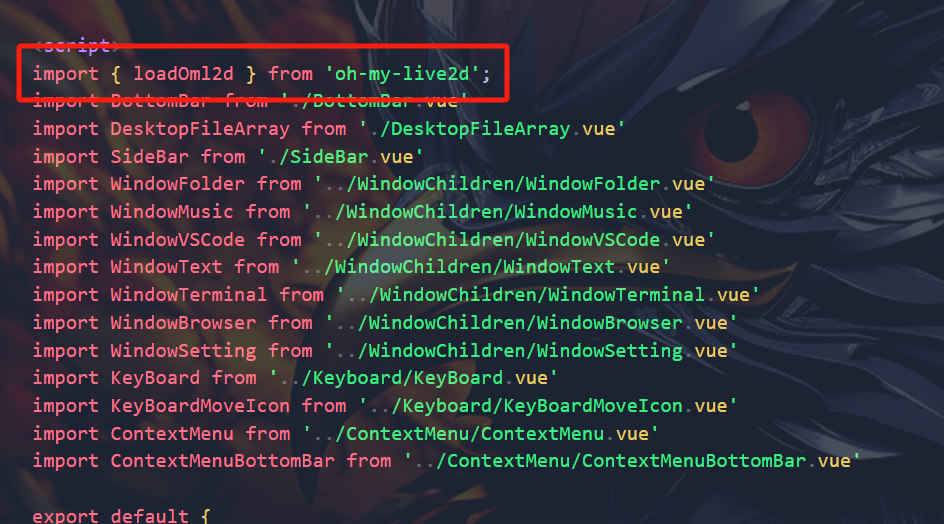 <script>
import { loadOml2d } from 'oh-my-live2d';
import BottomBar from './BottomBar.vue'
import DesktopFileArray from './DesktopFileArray.vue'
import SideBar from './SideBar.vue'
import WindowFolder from '../WindowChildren/WindowFolder.vue'
import WindowMusic from '../WindowChildren/WindowMusic.vue'
import WindowVSCode from '../WindowChildren/WindowVSCode.vue'
import WindowText from '../WindowChildren/WindowText.vue'
import WindowTerminal from '../WindowChildren/WindowTerminal.vue'
import WindowBrowser from '../WindowChildren/WindowBrowser.vue'
import WindowSetting from '../WindowChildren/WindowSetting.vue'
import KeyBoard from '../Keyboard/KeyBoard.vue'
import KeyBoardMoveIcon from '../Keyboard/KeyBoardMoveIcon.vue'
import ContextMenu from '../ContextMenu/ContextMenu.vue'
import ContextMenuBottomBar from '../ContextMenu/ContextMenuBottomBar.vue'
export default {